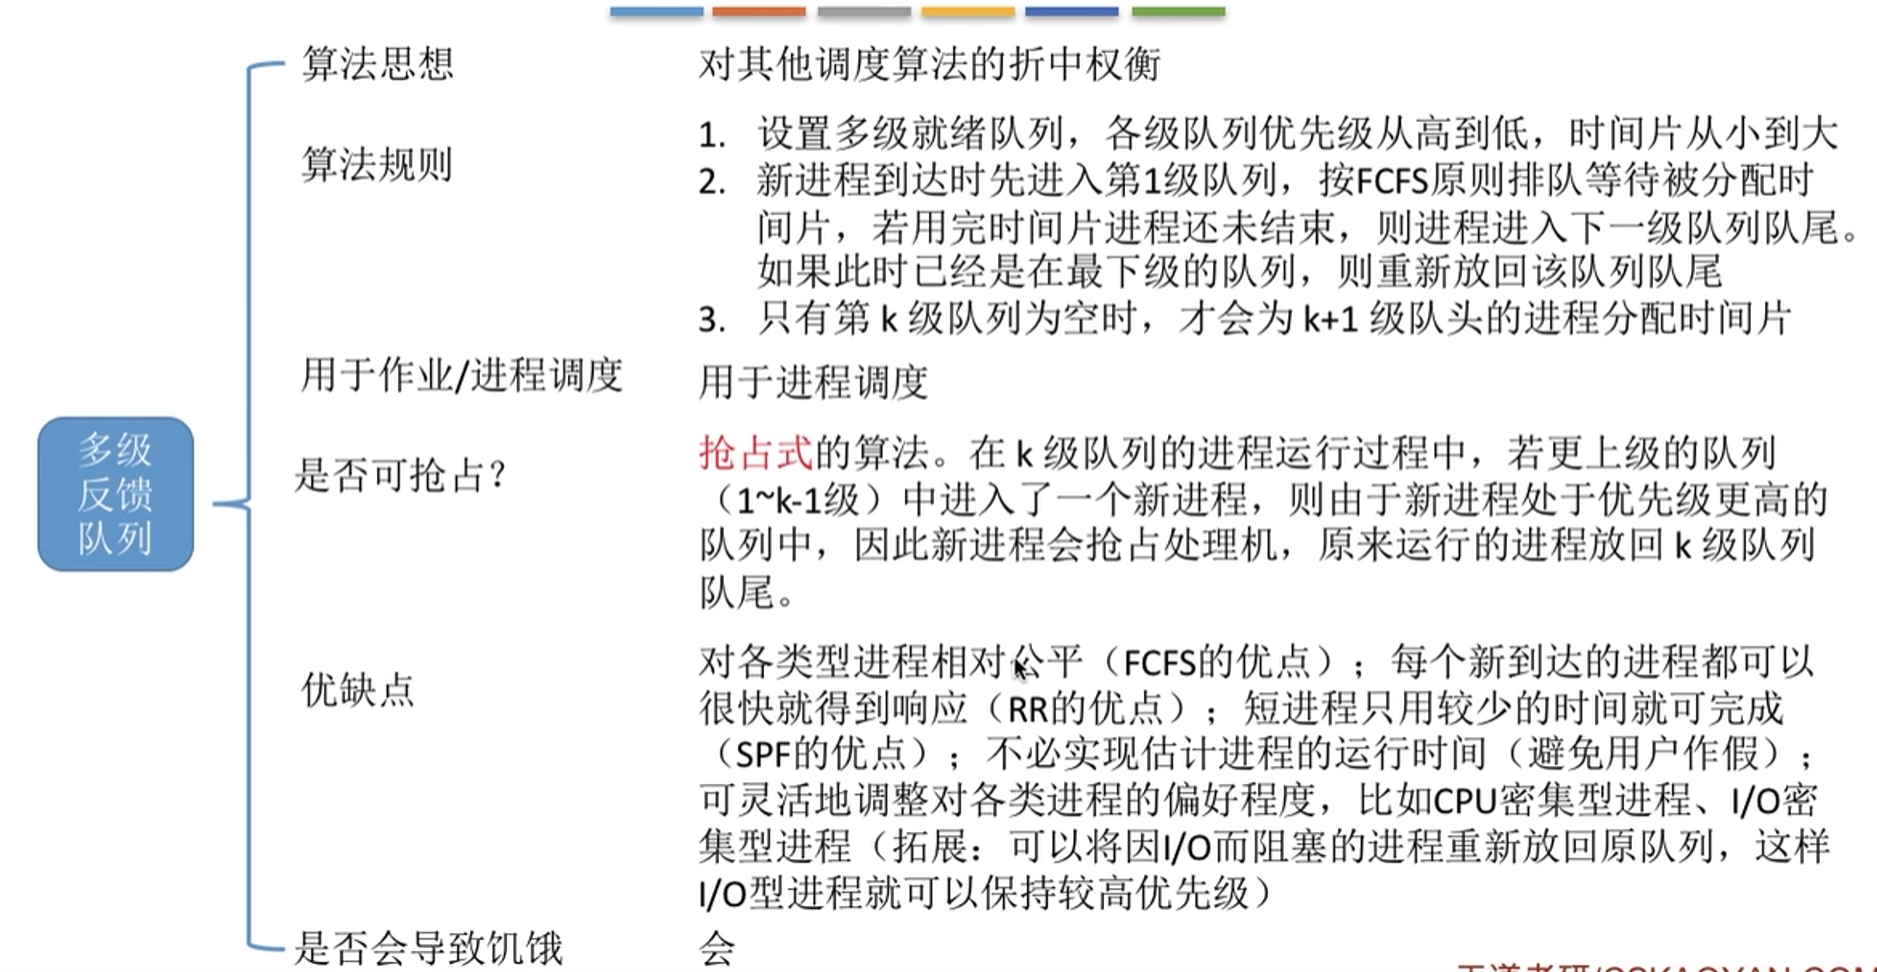 算法思想
对其他调度算法的折中权衡
算法规则
1. 设置多级就绪队列，各级队列优先级从高到低，时间片从小到大
2. 新进程到达时先进入第1级队列，按FCFS原则排队等待被分配时
间片，若用完时间片进程还未结束，则进程进入下一级队列队尾。
如果此时已经是在最下级的队列，则重新放回该队列队尾
3. 只有第 k 级队列为空时，才会为 k+1 级队头的进程分配时间片
用于作业/进程调度
用于进程调度
多级
反馈
队列
是否可抢占？
抢占式的算法。在 k 级队列的进程运行过程中，若更上级的队列
（1~k-1级）中进入了一个新进程，则由于新进程处于优先级更高的
队列中，因此新进程会抢占处理机，原来运行的进程放回 k 级队列
队尾。
优缺点
对各类型进程相对公平（FCFS的优点）；每个新到达的进程都可以
很快就得到响应（RR的优点）；短进程只用较少的时间就可完成
（SPF的优点）；不必实现估计进程的运行时间（避免用户作假）；
可灵活地调整对各类进程的偏好程度，比如CPU密集型进程、I/O密
集型进程（拓展：可以将因I/O而阻塞的进程重新放回原队列，这样
I/O型进程就可以保持较高优先级）
是否会导致饥饿
会